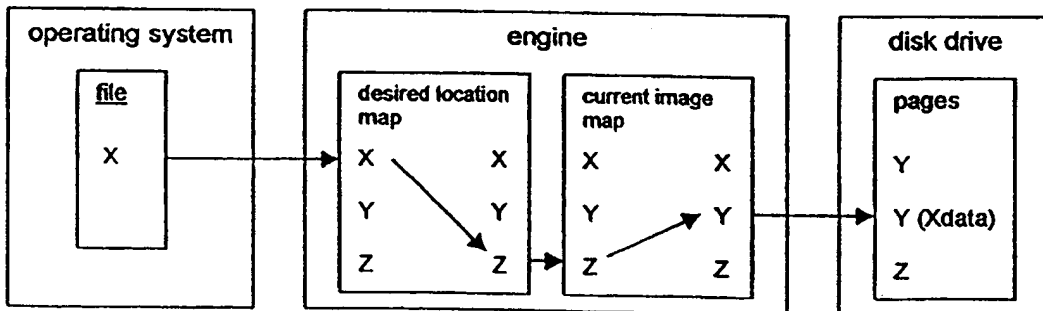 operating system
file
X
engine
desired location
map
X X
Y Y
Z Z
current image
map
X X
Y Y
Z Z
disk drive
pages
Y
Y (Xdata)
Z